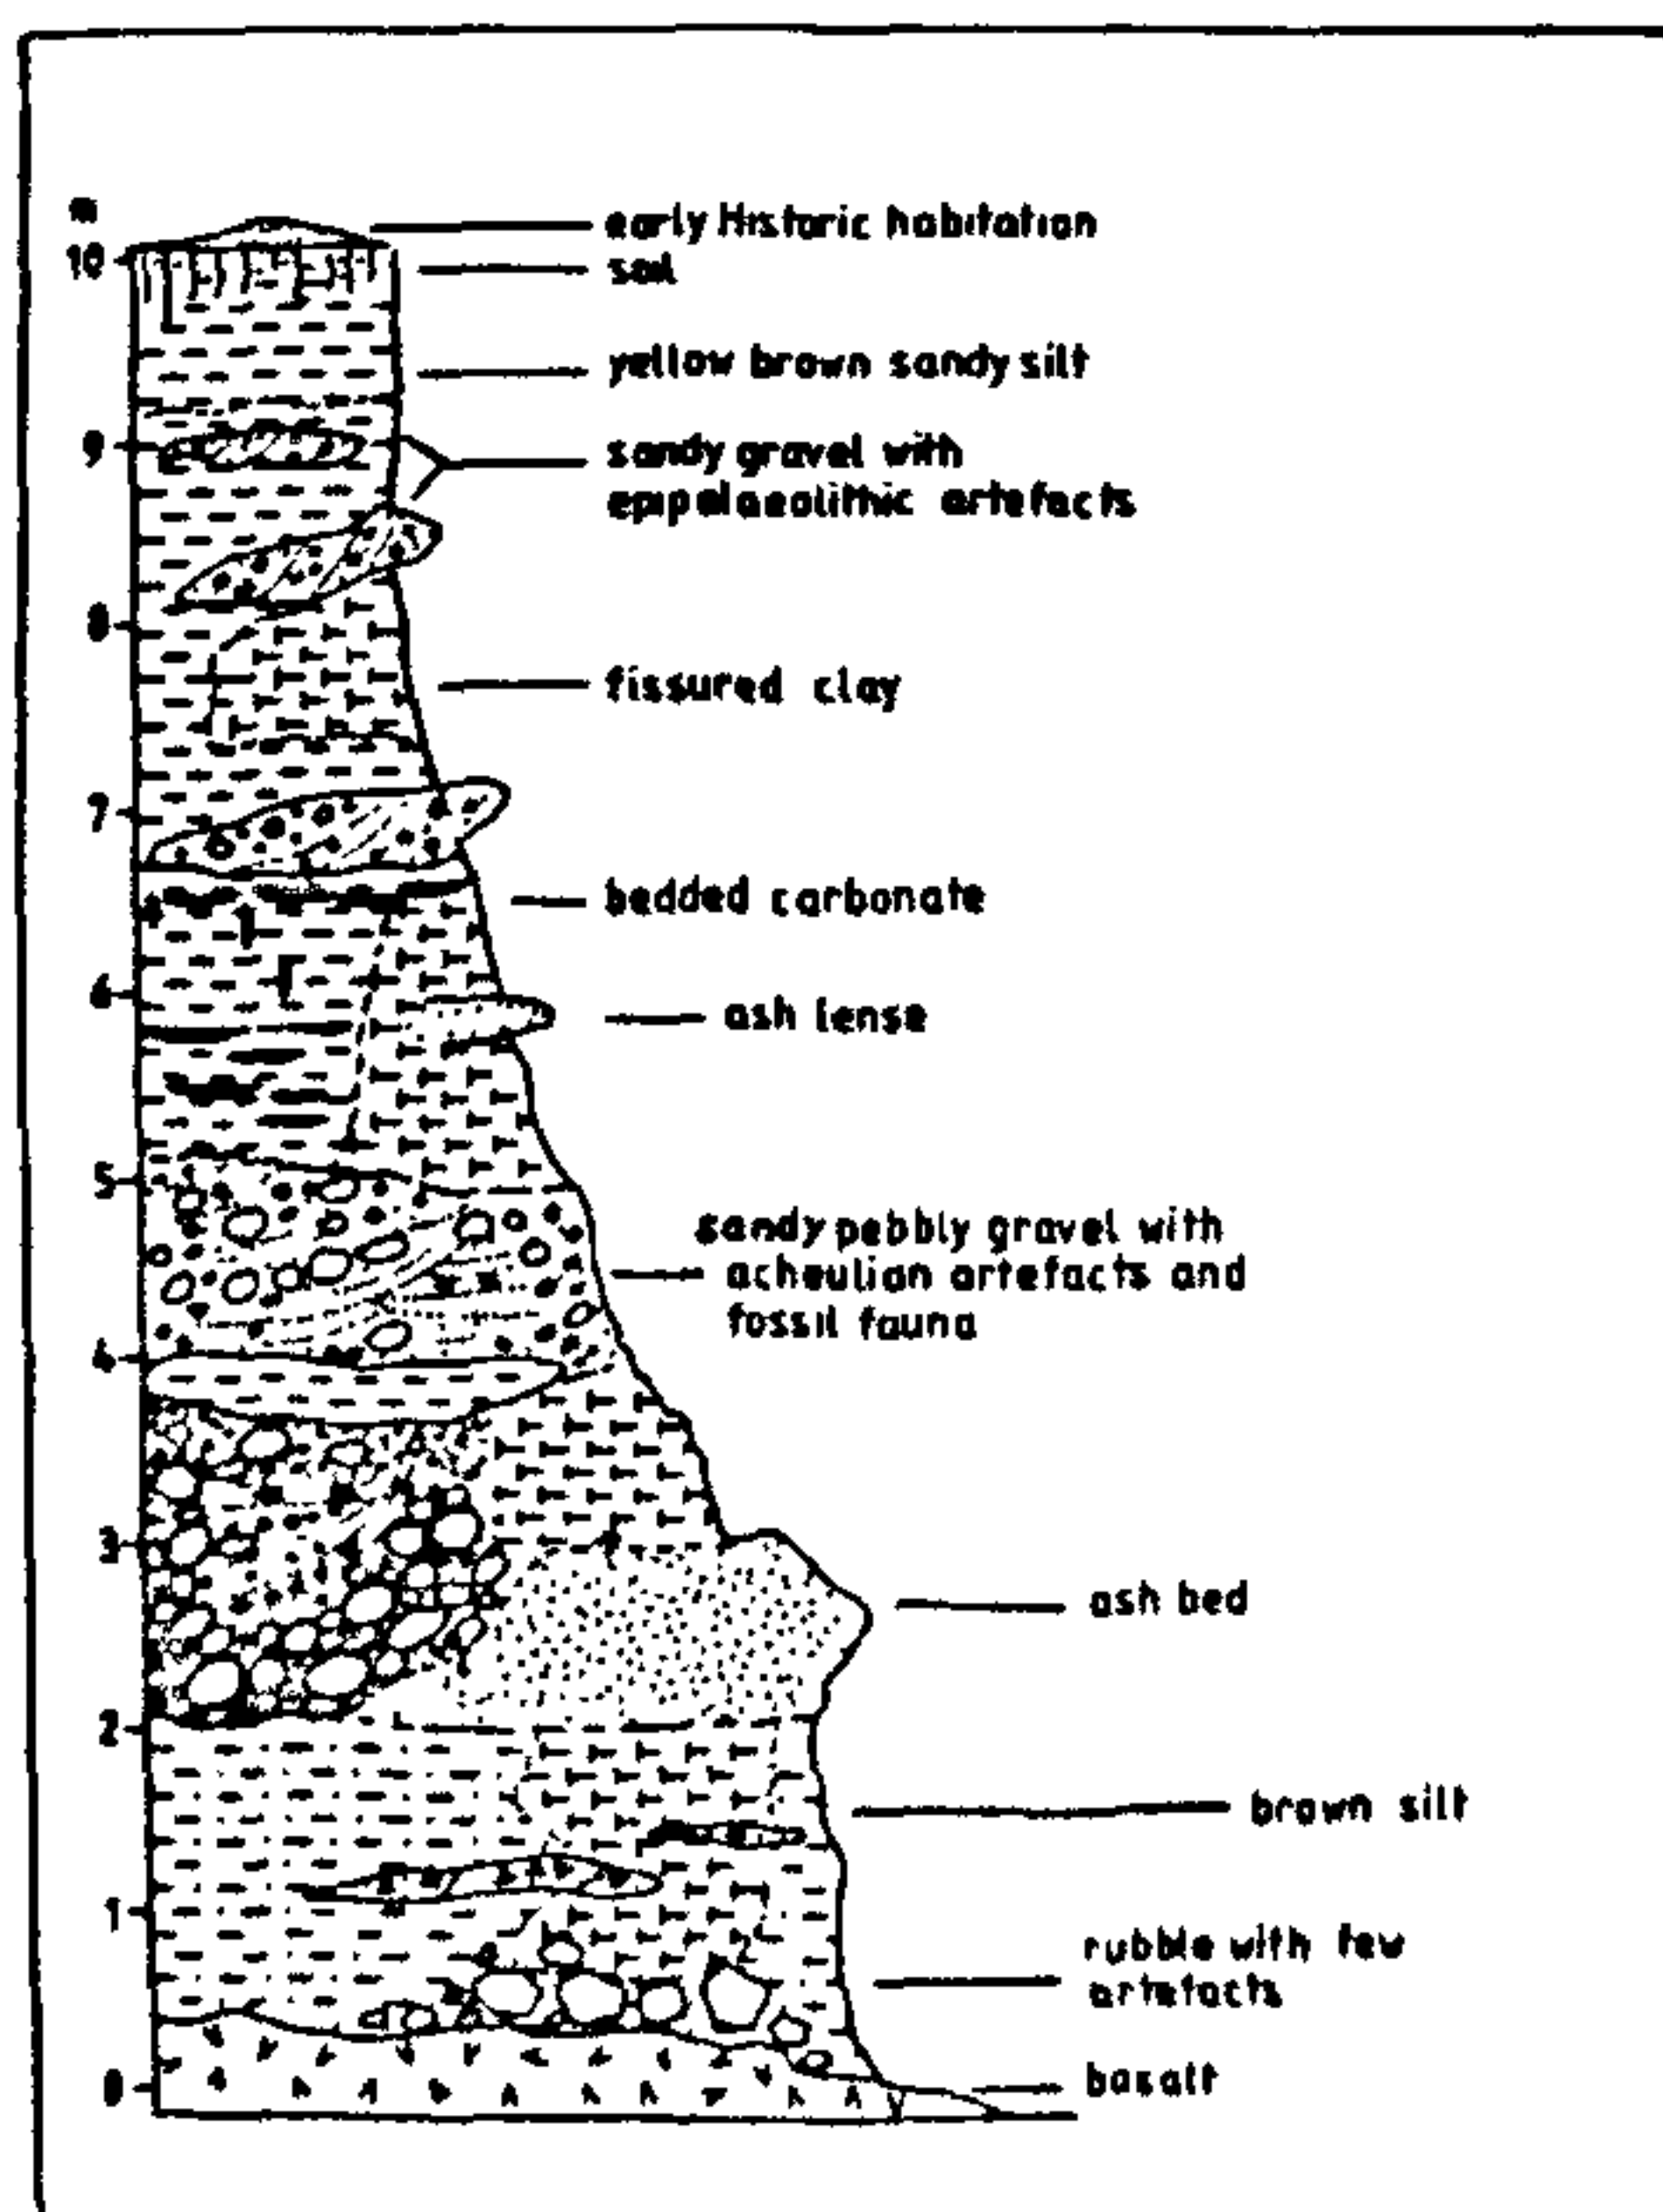 m
early Historic habitation
10
soil
yellow brown sandy silt
9
sandy gravel with
epipalaeolithic artefacts
8
fissured clay
7
bedded carbonate
6
ash lense
5
sandy pebbly gravel with
acheulian artefacts and
fossil fauna
4
3
ash bed
2
brown silt
1
rubble with few
artefacts
0
basalt